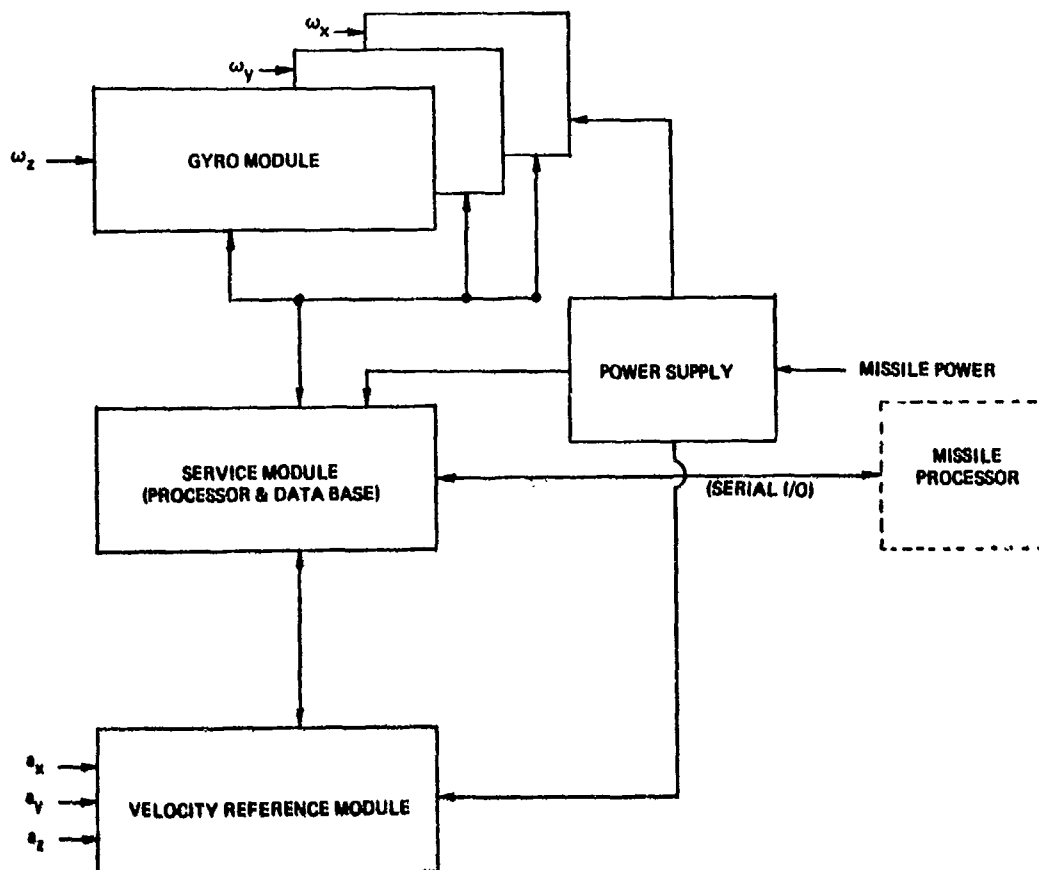 ωx
ωy
ωz
GYRO MODULE
POWER SUPPLY
MISSILE POWER
SERVICE MODULE
(PROCESSOR & DATA BASE)
(SERIAL I/O)
MISSILE
PROCESSOR
ax
ay
az
VELOCITY REFERENCE MODULE